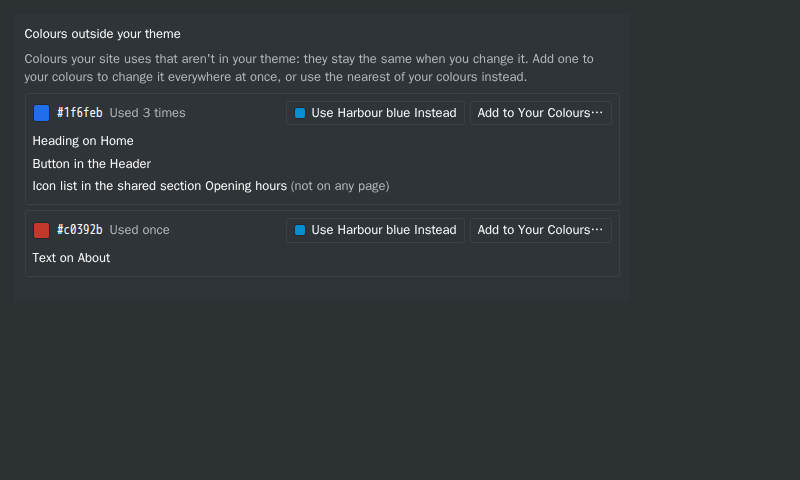 Colours outside your theme
Colours your site uses that aren't in your theme: they stay the same when you change it. Add one to
your colours to change it everywhere at once, or use the nearest of your colours instead.
#1f6feb Used 3 times Use Harbour blue Instead Add to Your Colours⋯
Heading on Home
Button in the Header
Icon list in the shared section Opening hours (not on any page)
#c0392b Used once Use Harbour blue Instead Add to Your Colours⋯
Text on About